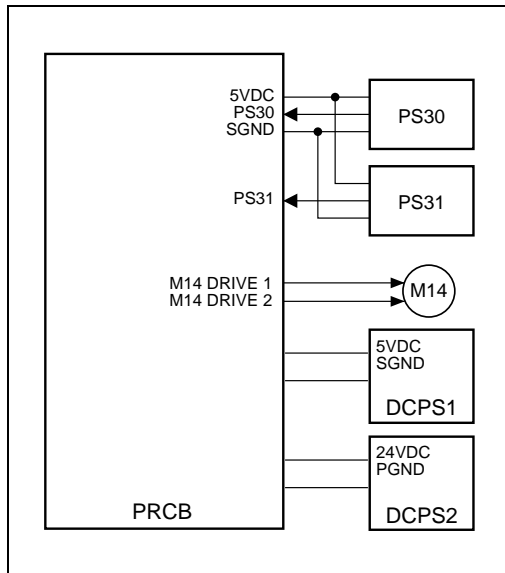 5VDC
PS30
SGND
PS30
PS31
PS31
M14 DRIVE 1
M14 DRIVE 2
M14
5VDC
SGND
DCPS1
24VDC
PGND
DCPS2
PRCB